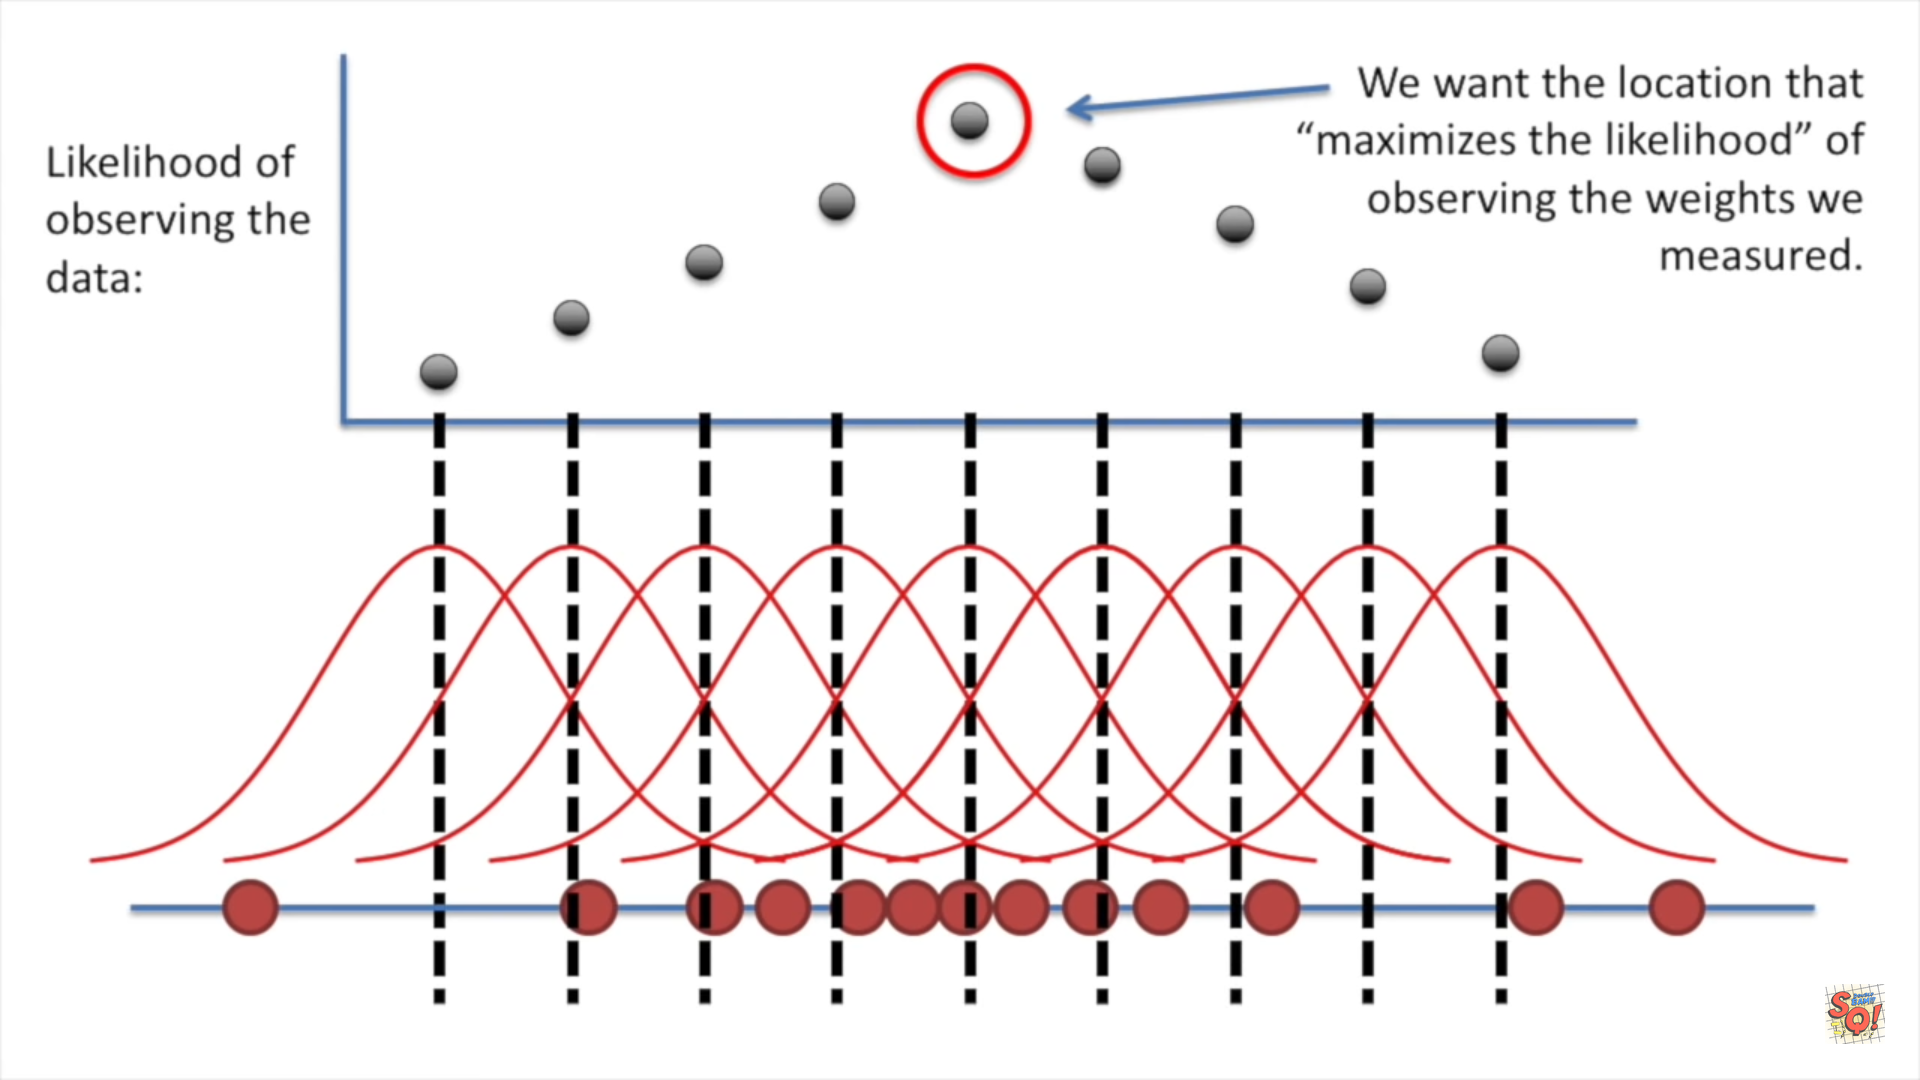 Likelihood of
observing the
data:
We want the location that
“maximizes the likelihood” of
observing the weights we
measured.
SQ!